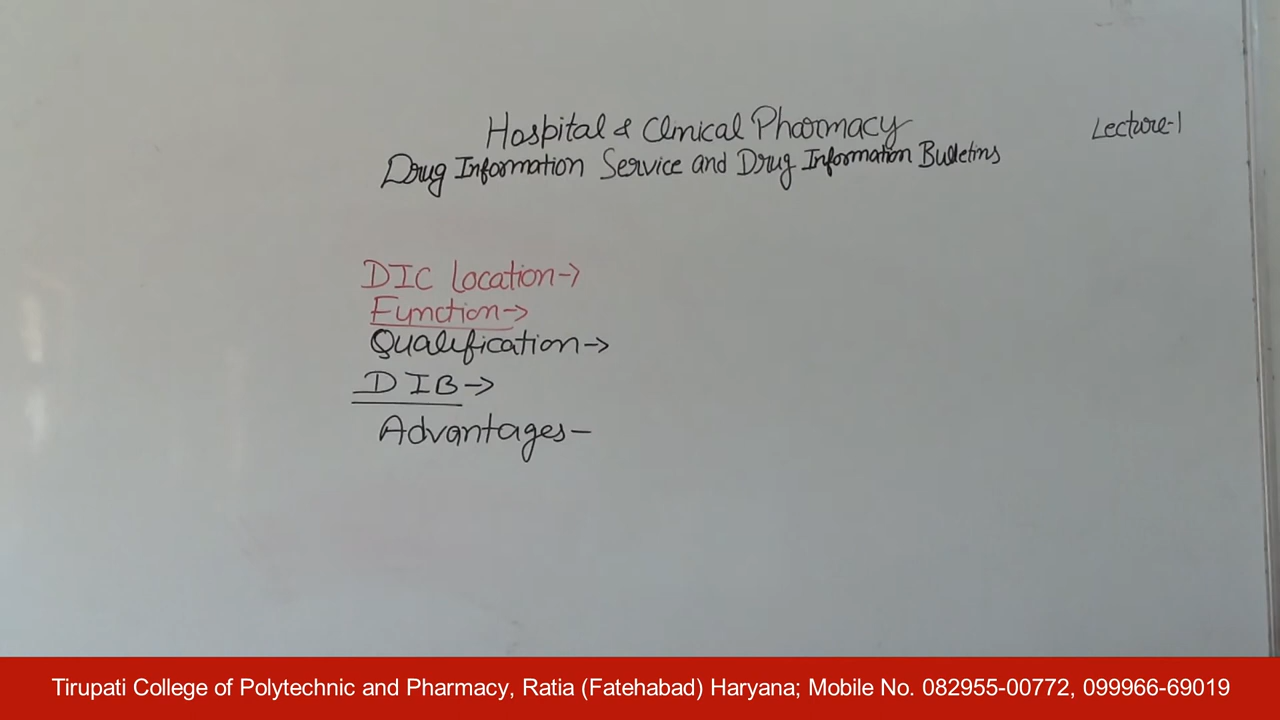 Hospital & Clinical Pharmacy
Lecture-1
Drug Information Service and Drug Information Bulletins
DIC location→
Function→
Qualification→
DIB→
Advantages–
Tirupati College of Polytechnic and Pharmacy, Ratia (Fatehabad) Haryana; Mobile No. 082955-00772, 099966-69019